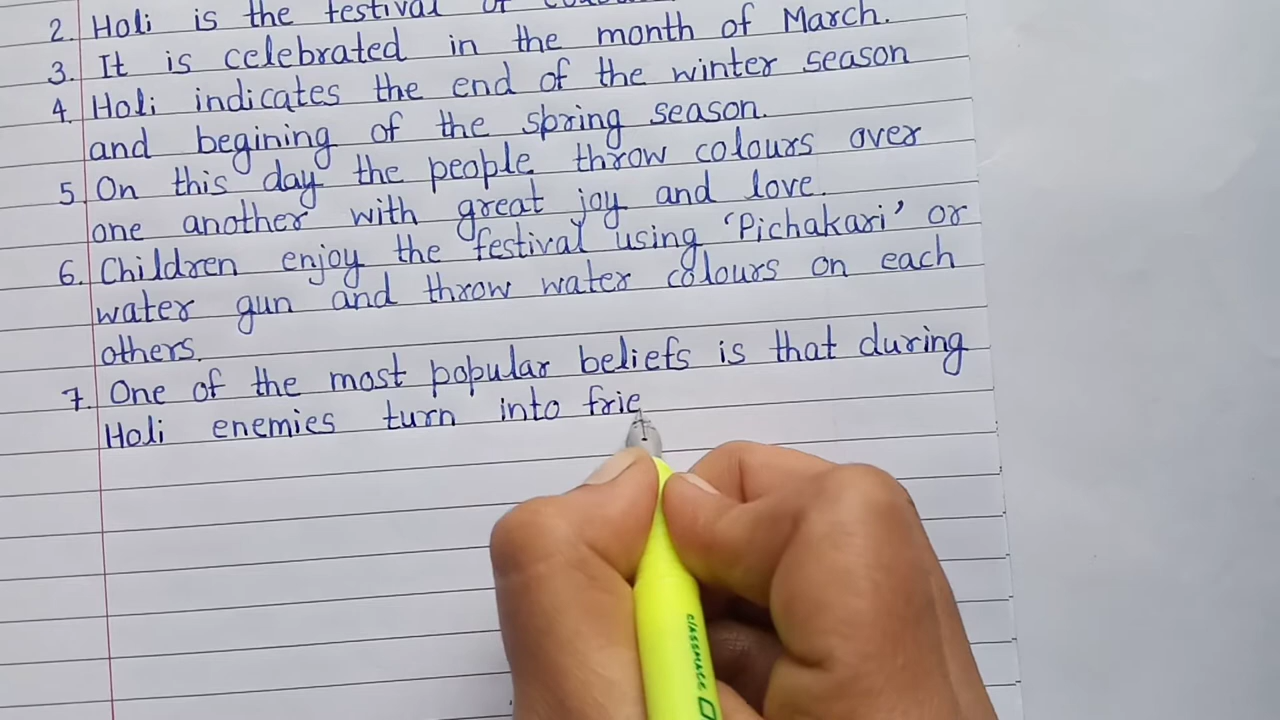 2. Holi is the festival of
3. It is celebrated in the month of March.
4. Holi indicates the end of the winter season
and begining of the spring season.
5. On this day the people throw colours over
one another with great joy and love.
6. Children enjoy the festival using 'Pichakari' or
water gun and throw water colours on each
others.
7. One of the most popular beliefs is that during
Holi enemies turn into frie
CLASSMATE